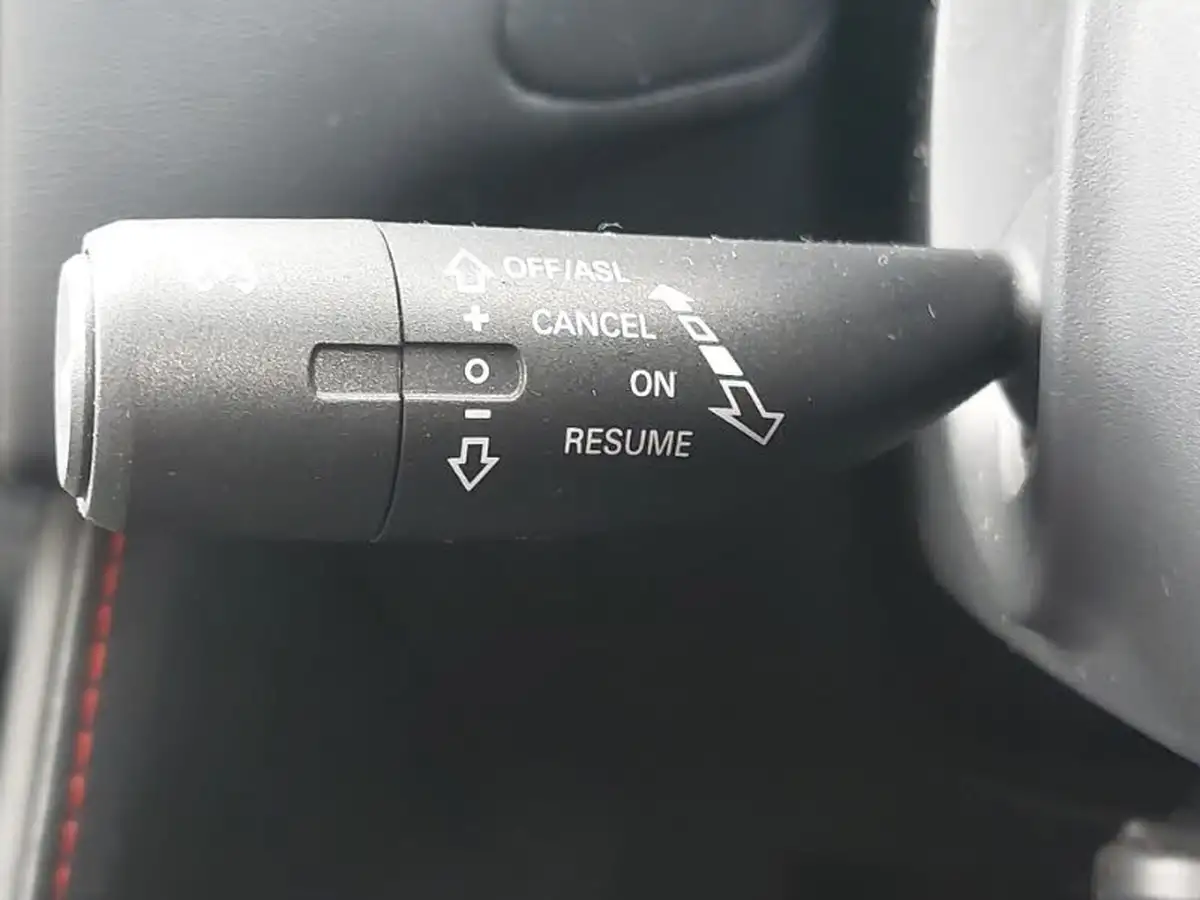 OFF/ASL
+
CANCEL
O
ON
−
RESUME